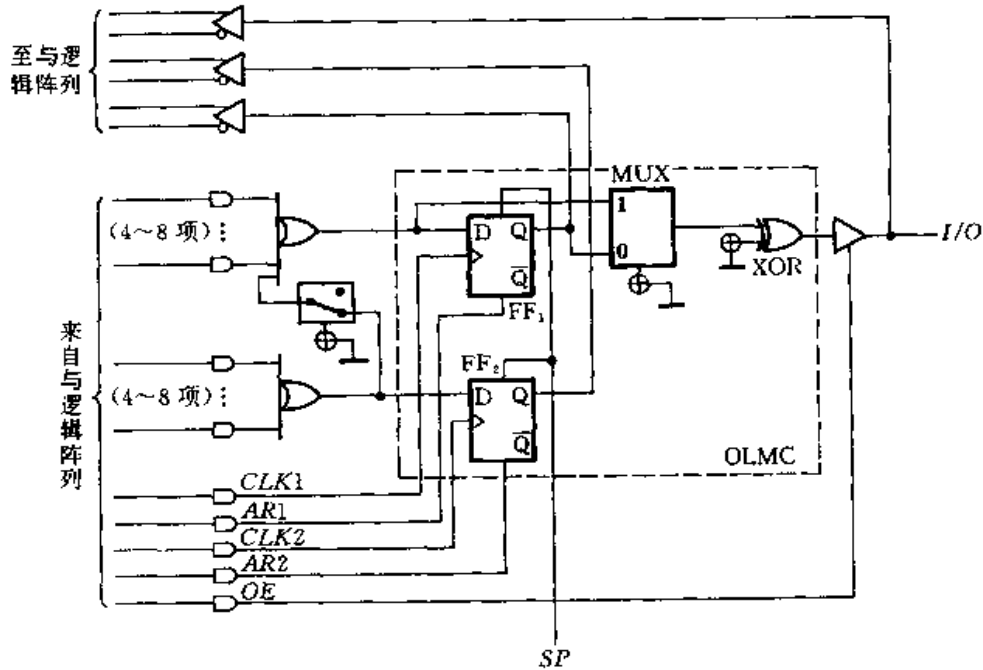 至与逻
辑阵列
MUX
1
(4～8 项)⋮
D
Q
I/O
0
XOR
Q̅
FF₁
来自与逻辑阵列
FF₂
(4～8 项)⋮
D
Q
Q̅
OLMC
CLK1
AR1
CLK2
AR2
OE
SP